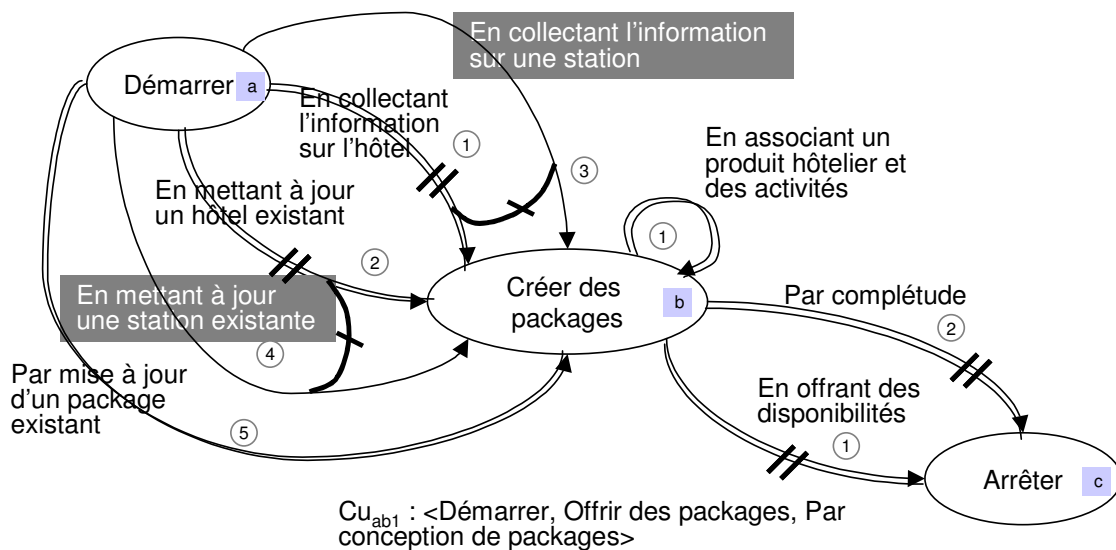 En collectant l'information
sur une station
Démarrer
a
En collectant
l'information
sur l'hôtel
1
3
En associant un
produit hôtelier et
des activités
1
En mettant à jour
un hôtel existant
2
Créer des
packages
b
Par complétude
2
En mettant à jour
une station existante
4
Par mise à jour
d'un package
existant
5
En offrant des
disponibilités
1
Arrêter
c
Cuab1 : <Démarrer, Offrir des packages, Par
conception de packages>